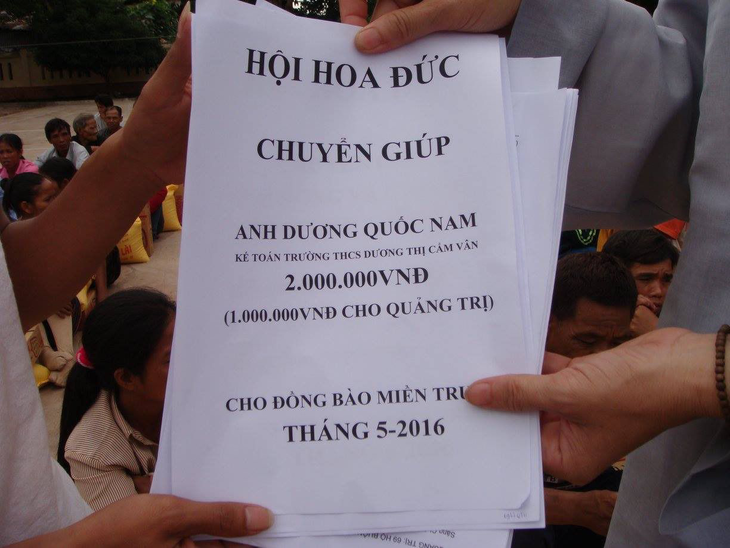 HỘI HOA ĐỨC
CHUYỂN GIÚP
ANH DƯƠNG QUỐC NAM
KẾ TOÁN TRƯỜNG THCS DƯƠNG THỊ CẨM VÂN
2.000.000VNĐ
(1.000.000VNĐ CHO QUẢNG TRỊ)
CHO ĐỒNG BÀO MIỀN TRU
THÁNG 5-2016